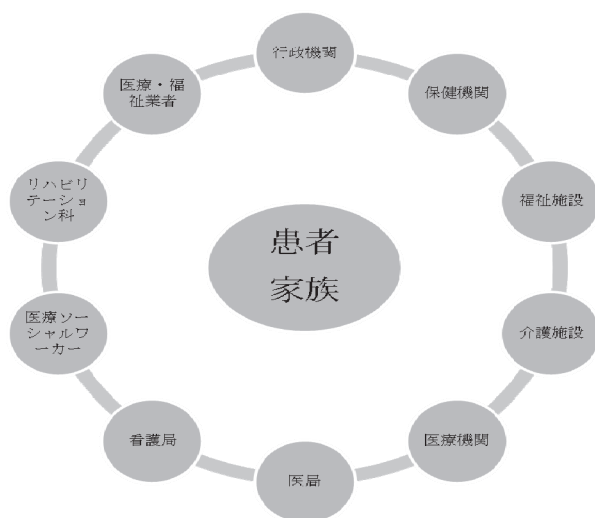 行政機関
保健機関
福祉施設
介護施設
医療機関
医局
看護局
医療ソー
シャルワ
ーカー
リハビリ
テーショ
ン科
医療・福
祉業者
患者
家族